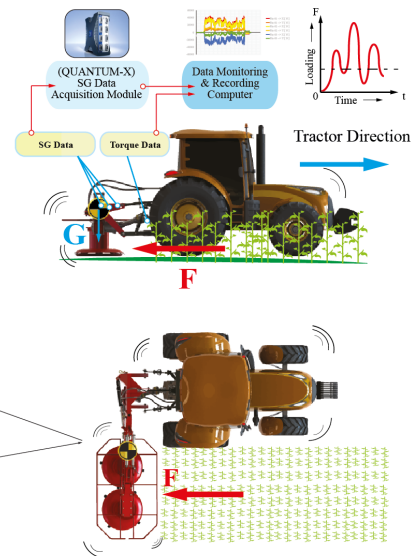 (QUANTUM-X)
SG Data
Acquisition Module
Data Monitoring
& Recording
Computer
F
Loading
0
Time
t
SG Data
Torque Data
Tractor Direction
G
F
F